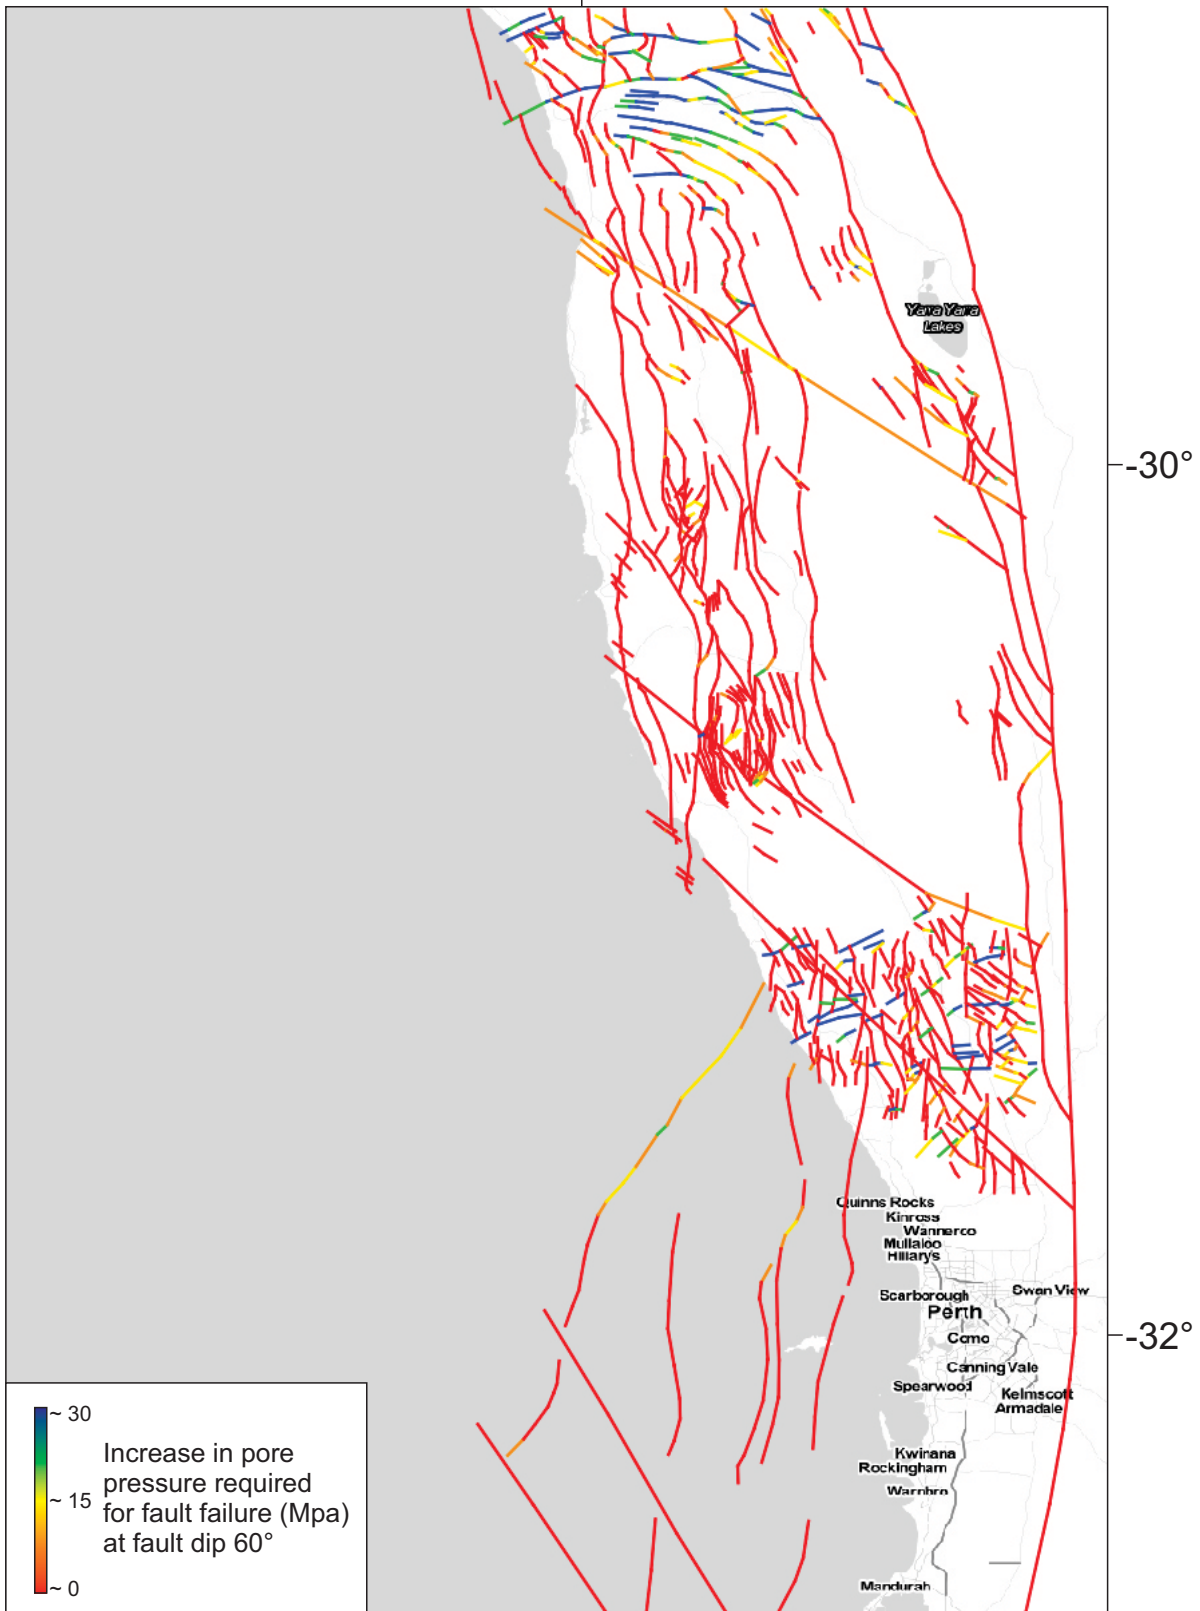 Yarra Yarra
Lakes
-30°
Quinns Rocks
Kinross
Wanneroo
Mullaloo
Hillarys
Scarborough
Swan View
Perth
-32°
Como
Canning Vale
Spearwood
Kelmscott
Armadale
~ 30
Increase in pore
pressure required
~ 15
for fault failure (Mpa)
at fault dip 60°
~ 0
Kwinana
Rockingham
Warnbro
Mandurah